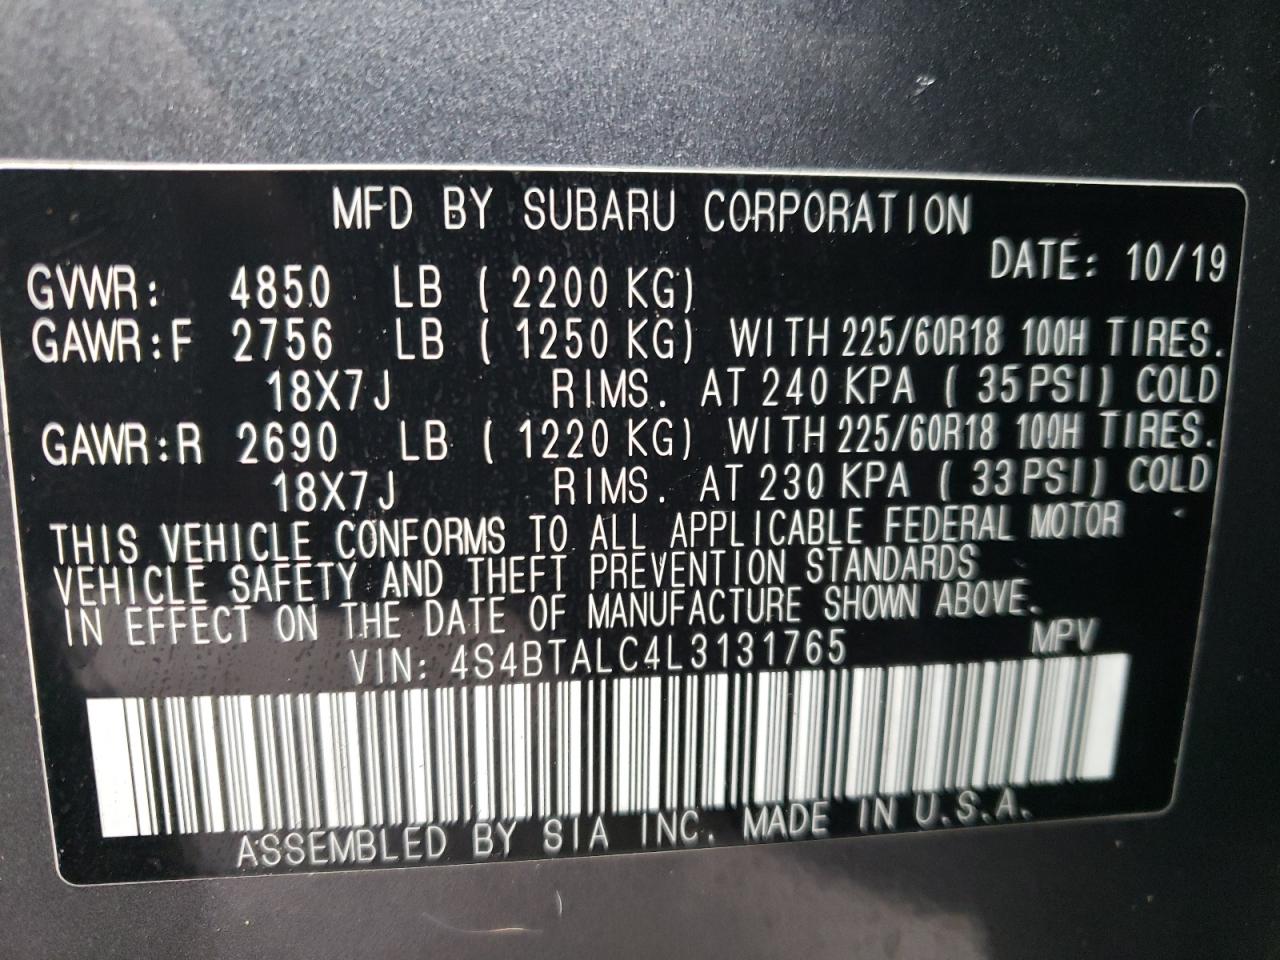 MFD BY SUBARU CORPORATION
DATE: 10/19
GVWR: 4850 LB ( 2200 KG)
GAWR:F 2756 LB ( 1250 KG) WITH 225/60R18 100H TIRES.
18X7J RIMS. AT 240 KPA ( 35 PSI) COLD
GAWR:R 2690 LB ( 1220 KG) WITH 225/60R18 100H TIRES.
18X7J RIMS. AT 230 KPA ( 33 PSI) COLD
THIS VEHICLE CONFORMS TO ALL APPLICABLE FEDERAL MOTOR
VEHICLE SAFETY AND THEFT PREVENTION STANDARDS
IN EFFECT ON THE DATE OF MANUFACTURE SHOWN ABOVE.
VIN: 4S4BTALC4L3131765 MPV
ASSEMBLED BY SIA INC. MADE IN U.S.A.